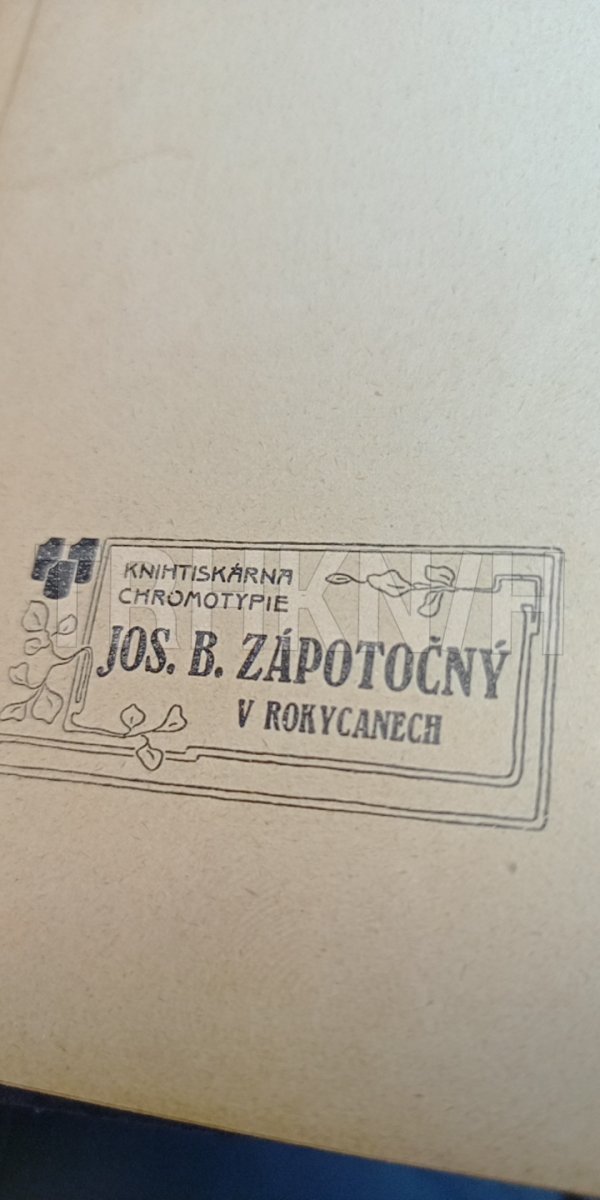 KNIHTISKÁRNA
CHROMOTYPIE
JOS. B. ZÁPOTOČNÝ
V ROKYCANECH